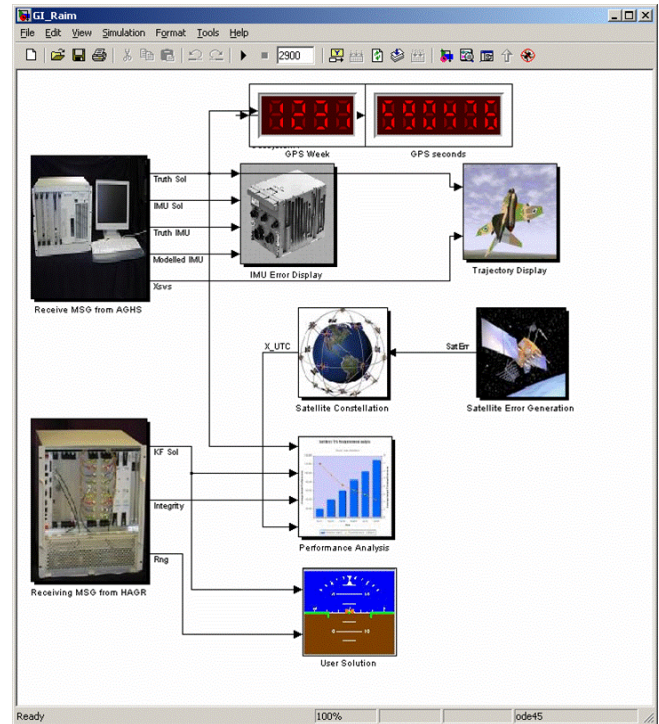 GI_Raim
File Edit View Simulation Format Tools Help
2900
GPS Week
GPS seconds
Truth Sol
IMU Sol
Truth IMU
Modelled IMU
Xsvs
Receive MSG from AGHS
IMU Error Display
Trajectory Display
X_UTC
SatErr
Satellite Constellation
Satellite Error Generation
KF Sol
Integrity
Rng
Receiving MSG from HAGR
Performance Analysis
User Solution
Ready
100%
ode45